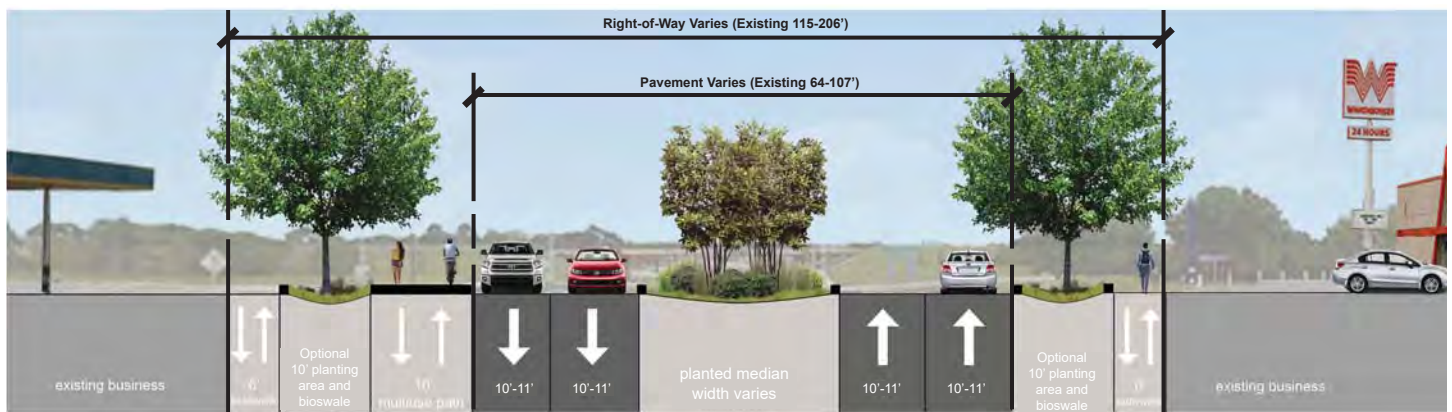 Right-of-Way Varies (Existing 115-206')
Pavement Varies (Existing 64-107')
WHATABURGER
24 HOURS
existing business
6'
sidewalk
Optional
10' planting
area and
bioswale
10'
multiuse path
10'-11'
10'-11'
planted median
width varies
10'-11'
10'-11'
Optional
10' planting
area and
bioswale
6'
sidewalk
existing business